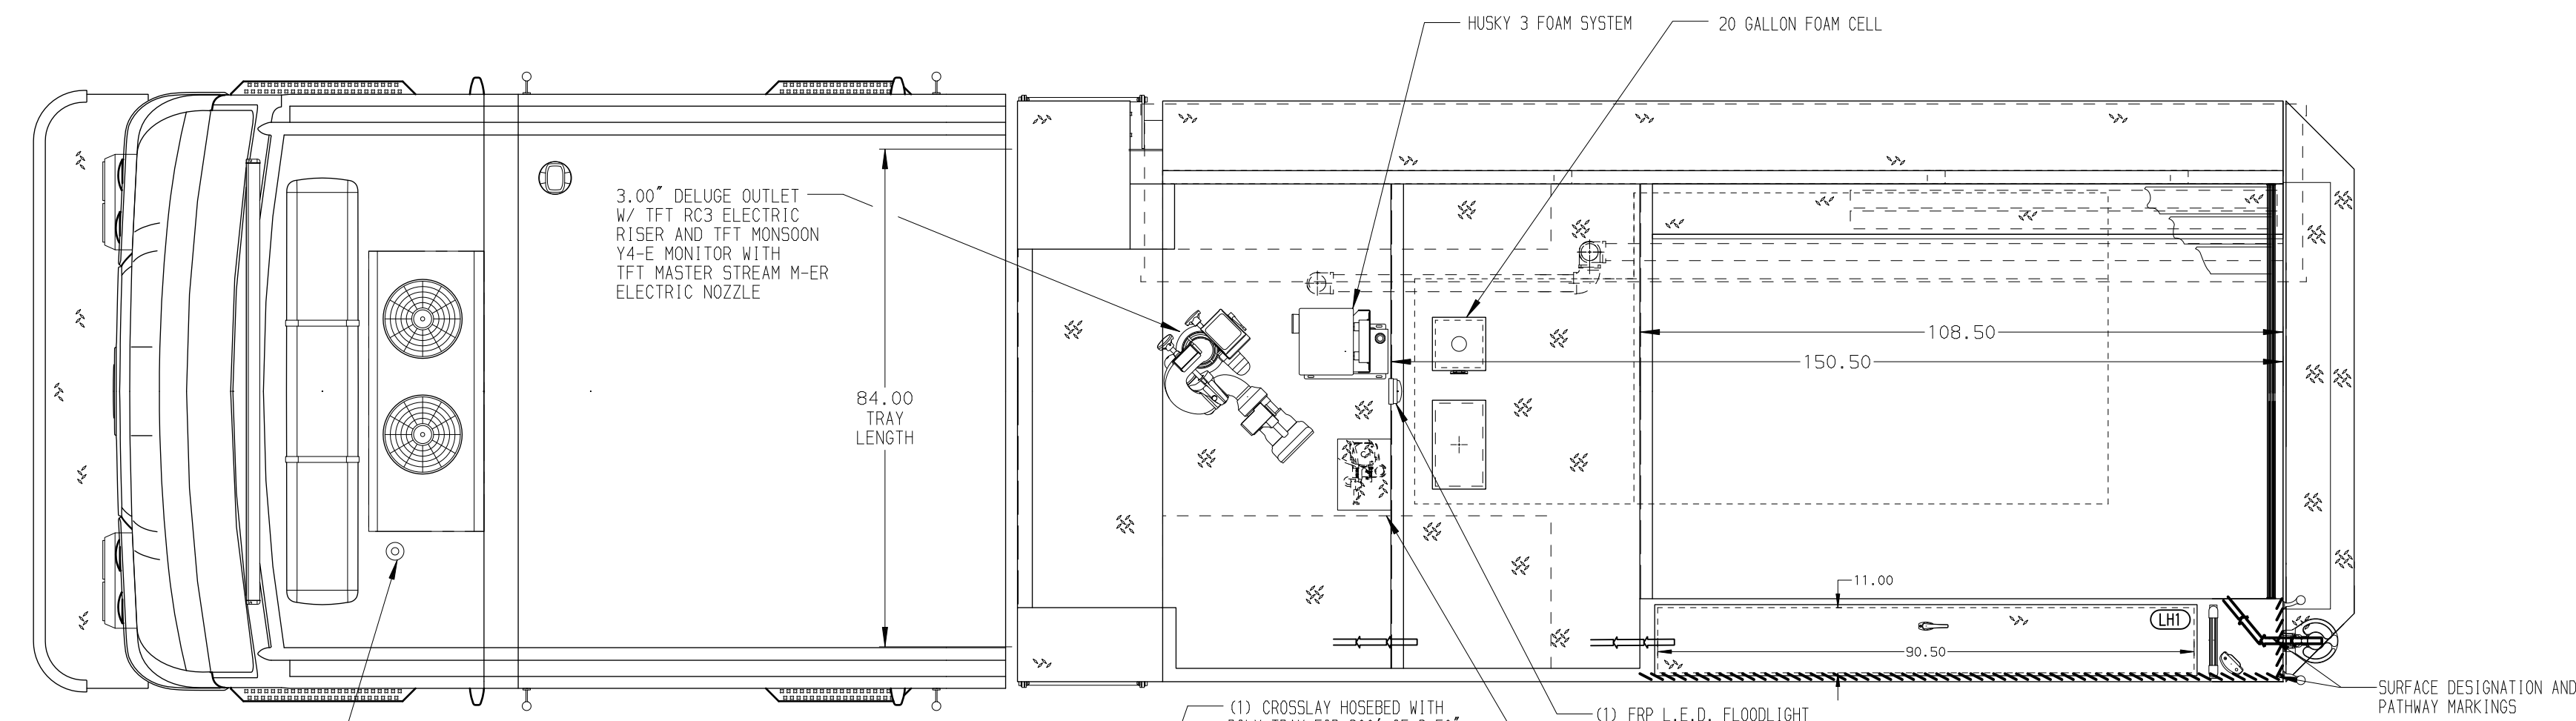 HUSKY 3 FOAM SYSTEM
20 GALLON FOAM CELL
3.00" DELUGE OUTLET
W/ TFT RC3 ELECTRIC
RISER AND TFT MONSOON
Y4-E MONITOR WITH
TFT MASTER STREAM M-ER
ELECTRIC NOZZLE
108.50
150.50
84.00
TRAY
LENGTH
11.00
LH1
90.50
SURFACE DESIGNATION AND
PATHWAY MARKINGS
(1) CROSSLAY HOSEBED WITH
(1) FRP L.E.D. FLOODLIGHT